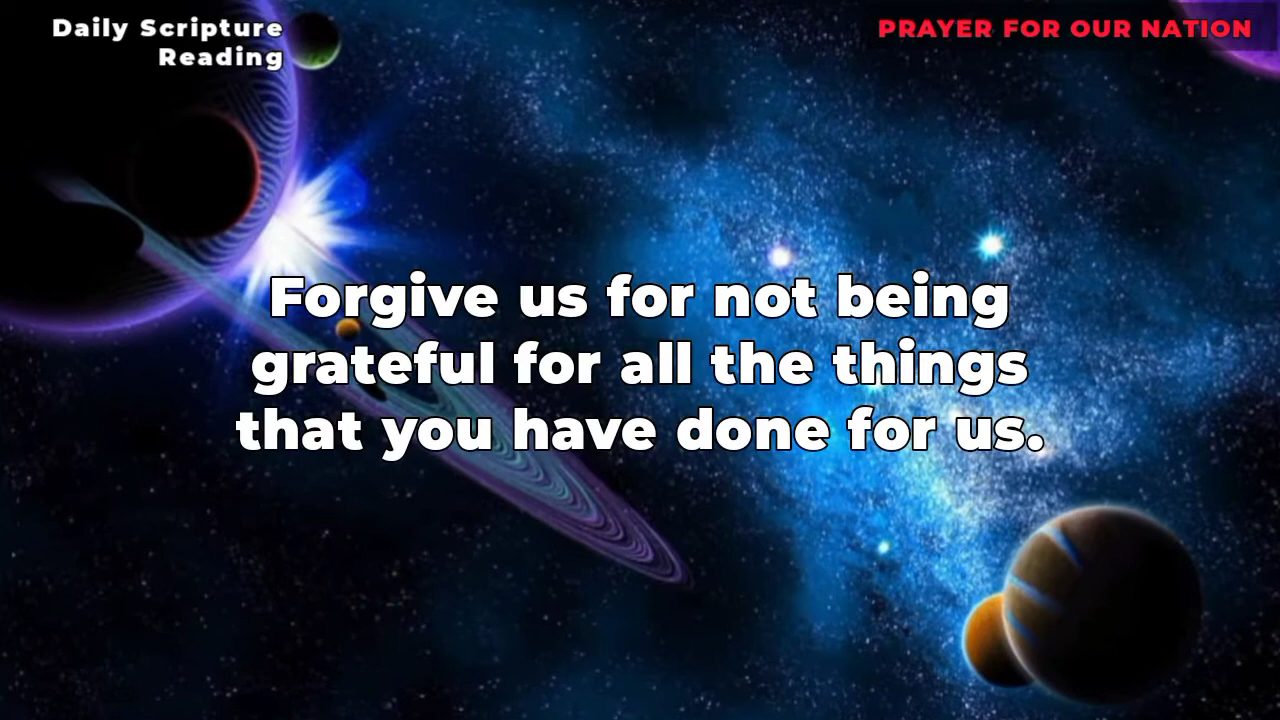 Daily Scripture
Reading
PRAYER FOR OUR NATION
Forgive us for not being
grateful for all the things
that you have done for us.